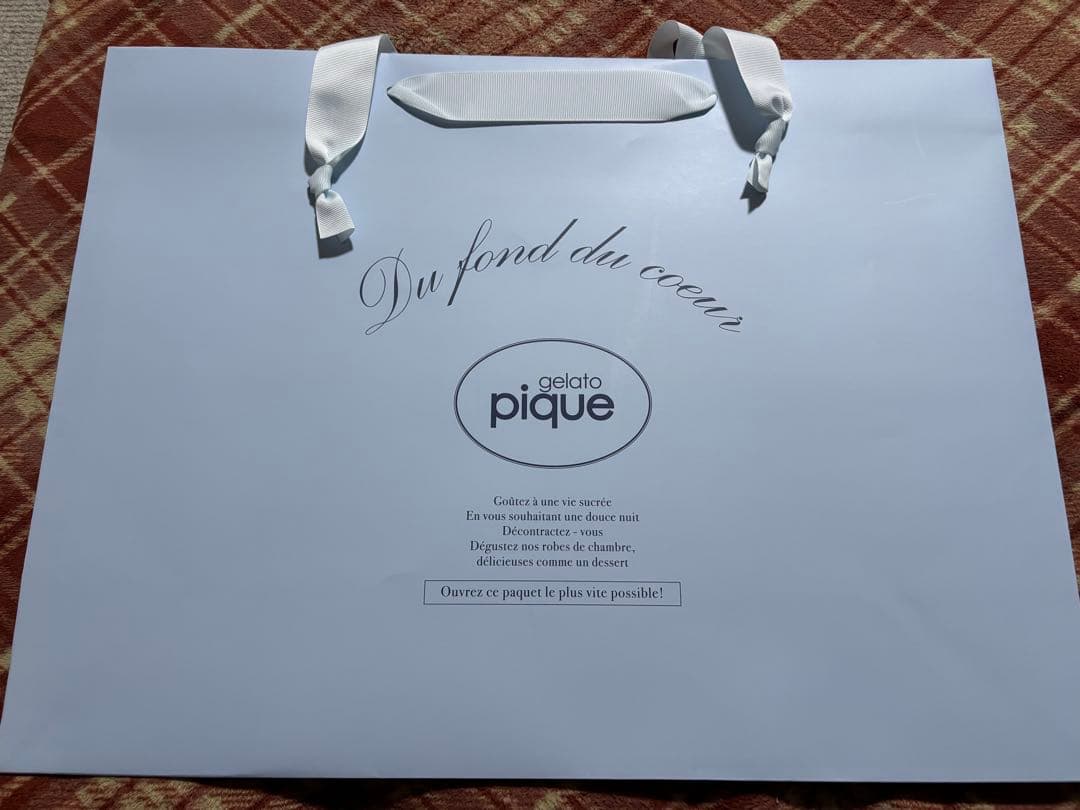 Du fond du coeur
gelato
pique
Goûtez à une vie sucrée
En vous souhaitant une douce nuit
Décontractez - vous
Dégustez nos robes de chambre,
délicieuses comme un dessert
Ouvrez ce paquet le plus vite possible!